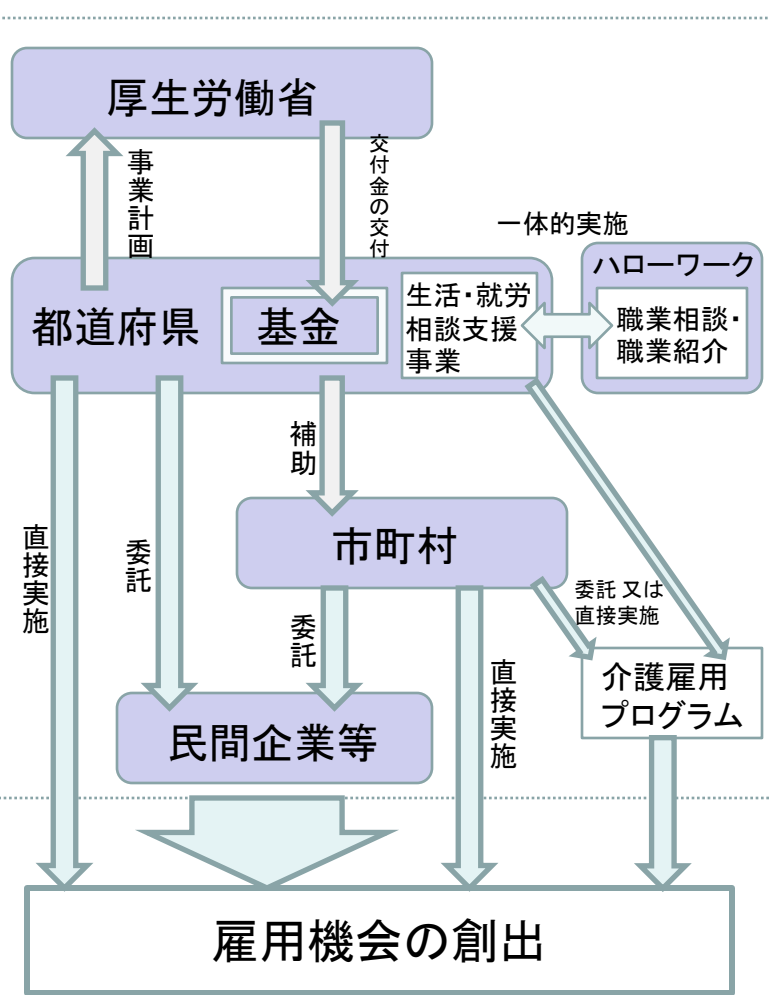 厚生労働省
事業計画
交付金の交付
一体的実施
ハローワーク
都道府県
基金
生活・就労
相談支援
事業
職業相談・
職業紹介
補助
直接実施
委託
市町村
委託 又は
直接実施
委託
直接実施
介護雇用
プログラム
民間企業等
雇用機会の創出